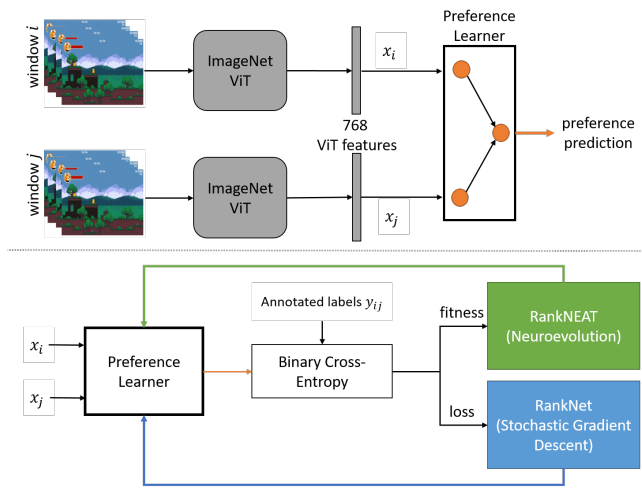 Preference
Learner
window i
ImageNet
ViT
x_i
768
ViT features
preference
prediction
window j
ImageNet
ViT
x_j
Annotated labels y_ij
fitness
RankNEAT
(Neuroevolution)
x_i
Preference
Learner
Binary Cross-
Entropy
x_j
loss
RankNet
(Stochastic Gradient
Descent)